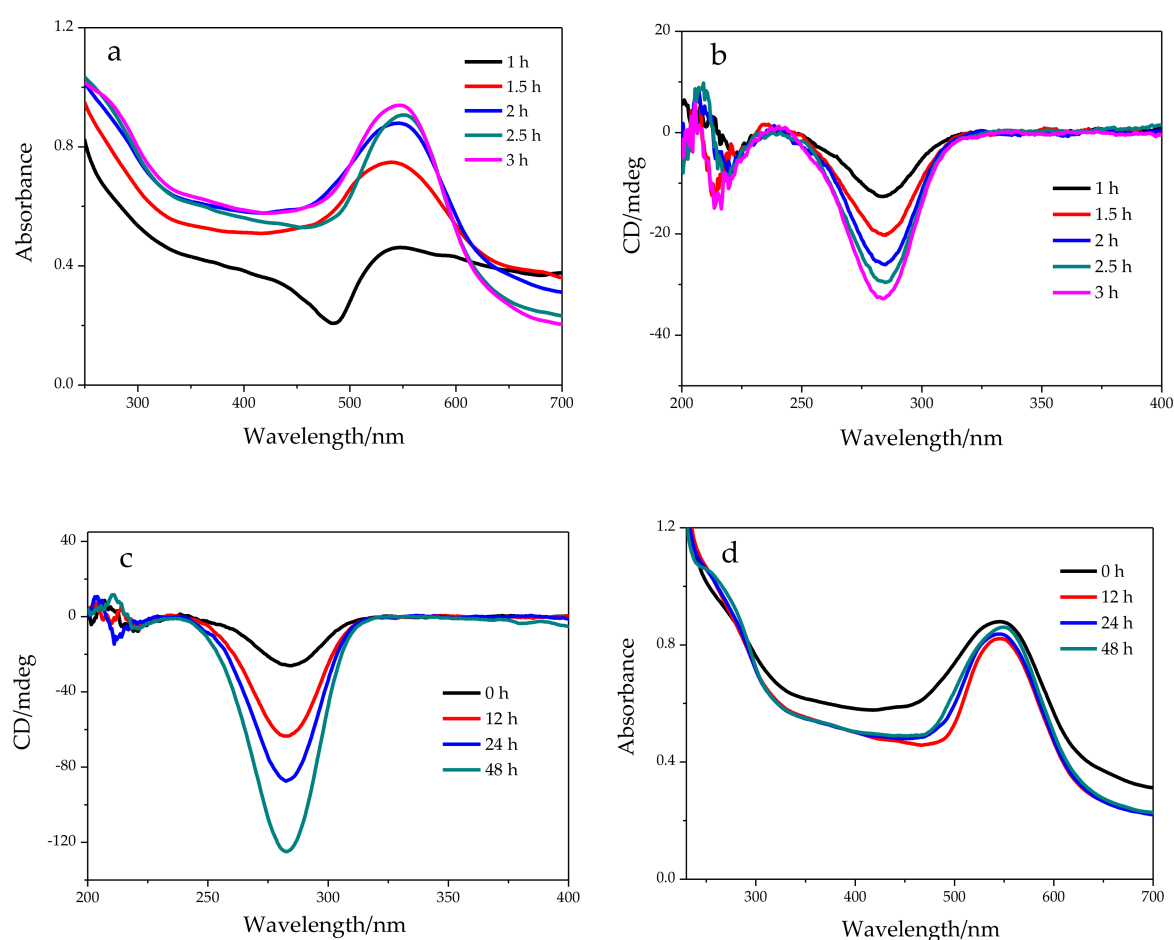 a
1.2
0.8
0.4
0.0
Absorbance
1 h
1.5 h
2 h
2.5 h
3 h
300
400
500
600
700
Wavelength/nm
b
20
0
-20
-40
CD/mdeg
1 h
1.5 h
2 h
2.5 h
3 h
200
250
300
350
400
Wavelength/nm
c
40
0
-40
-80
-120
CD/mdeg
0 h
12 h
24 h
48 h
200
250
300
350
400
Wavelength/nm
d
1.2
0.8
0.4
0.0
Absorbance
0 h
12 h
24 h
48 h
300
400
500
600
700
Wavelength/nm